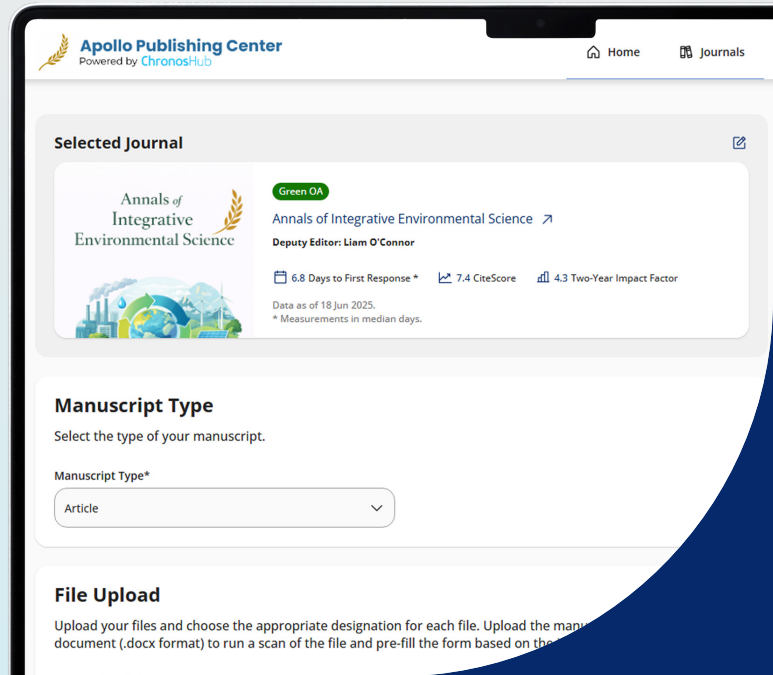 Apollo Publishing Center
Powered by ChronosHub
Home
Journals
Selected Journal
Annals of
Integrative
Environmental Science
Green OA
Annals of Integrative Environmental Science
Deputy Editor: Liam O'Connor
6.8 Days to First Response *
7.4 CiteScore
4.3 Two-Year Impact Factor
Data as of 18 Jun 2025.
* Measurements in median days.
Manuscript Type
Select the type of your manuscript.
Manuscript Type*
Article
File Upload
Upload your files and choose the appropriate designation for each file. Upload the
document (.docx format) to run a scan of the file and pre-fill the form based on